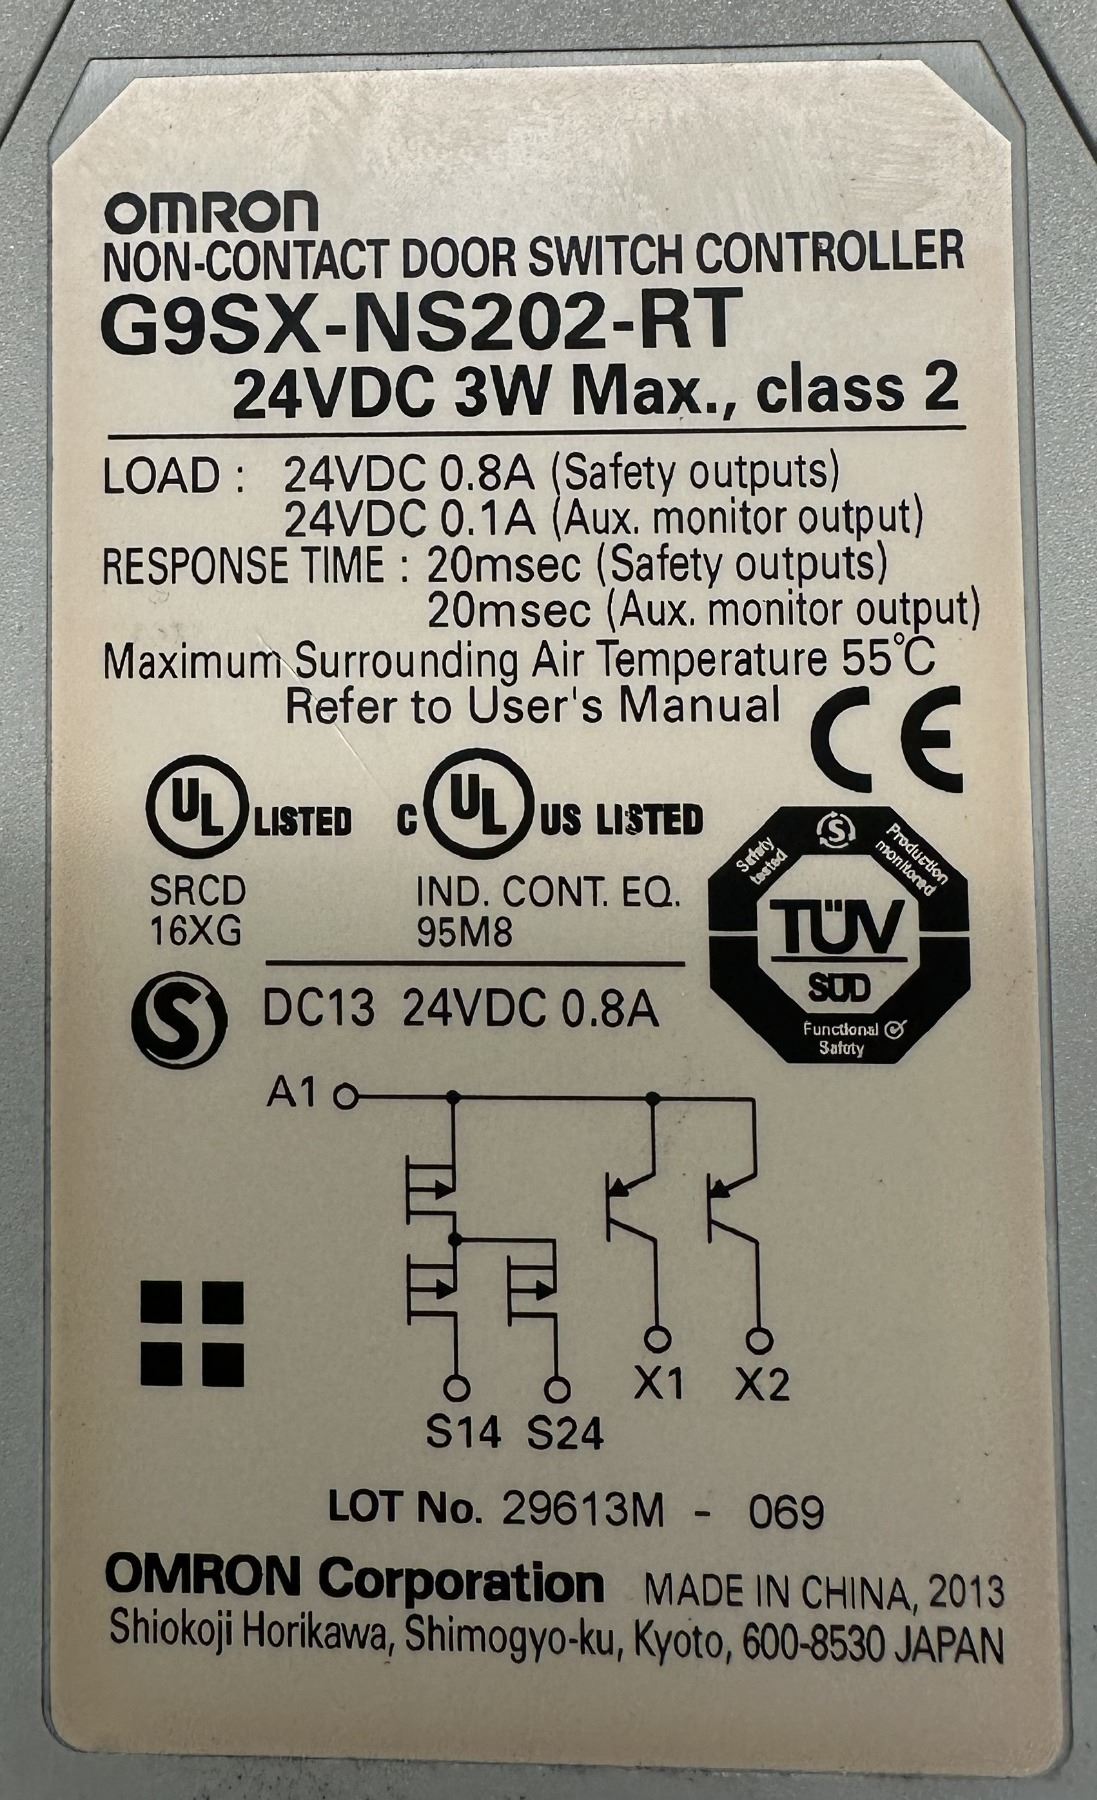 OMRON
NON-CONTACT DOOR SWITCH CONTROLLER
G9SX-NS202-RT
24VDC 3W Max., class 2
LOAD : 24VDC 0.8A (Safety outputs)
24VDC 0.1A (Aux. monitor output)
RESPONSE TIME : 20msec (Safety outputs)
20msec (Aux. monitor output)
Maximum Surrounding Air Temperature 55°C
Refer to User's Manual
CE
UL LISTED
C UL US LISTED
SRCD
16XG
IND. CONT. EQ.
95M8
Safety tested
S
Production monitored
TÜV
SÜD
Functional
Safety
S
DC13 24VDC 0.8A
A1
X1 X2
S14 S24
LOT No. 29613M - 069
OMRON Corporation MADE IN CHINA, 2013
Shiokoji Horikawa, Shimogyo-ku, Kyoto, 600-8530 JAPAN